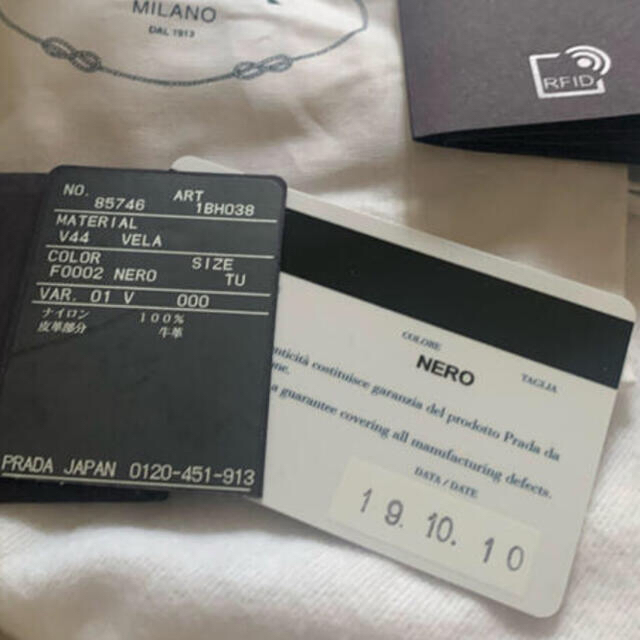 MILANO
DAL 1913
RFID
NO. ART
85746 1BH038
MATERIAL
V44 VELA
COLOR SIZE
F0002 NERO TU
VAR. 01 V 000
ナイロン 100%
皮革部分 牛革
PRADA JAPAN 0120-451-913
COLORE
NERO
TAGLIA
enticità costituisce garanzia del prodotto Prada da
ne.
a guarantee covering all manufacturing defects.
DATA / DATE
19.10.10